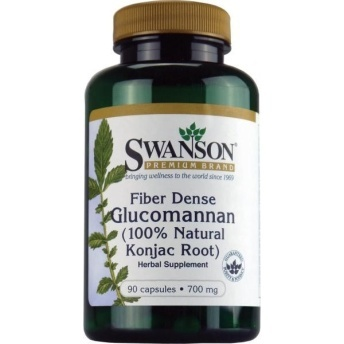 SWANSON®
PREMIUM BRAND
bringing wellness to the world since 1969
Fiber Dense
Glucomannan
(100% Natural
Konjac Root)
Herbal Supplement
90 capsules • 700 mg